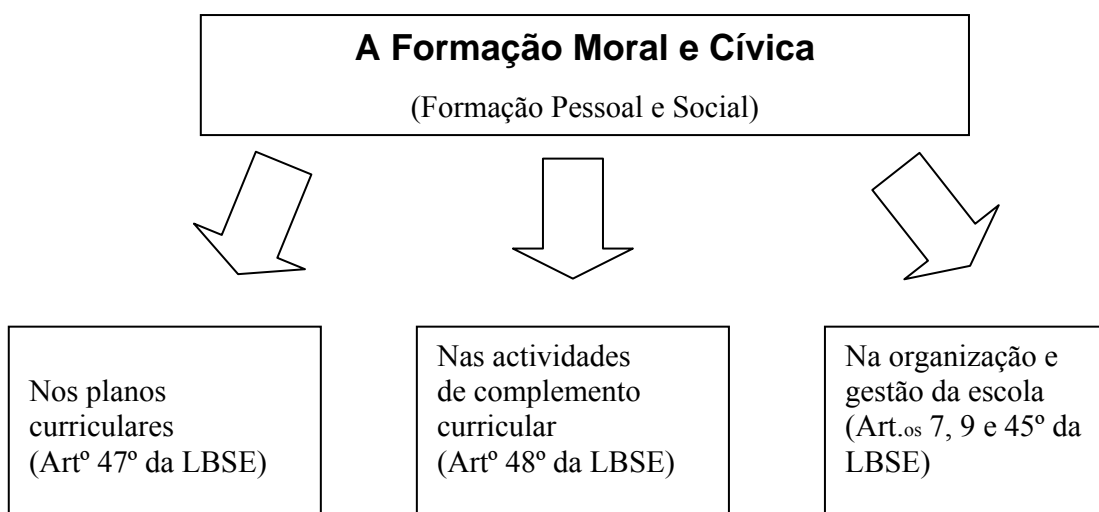 A Formação Moral e Cívica
(Formação Pessoal e Social)
Nos planos
curriculares
(Artº 47º da LBSE)
Nas actividades
de complemento
curricular
(Artº 48º da LBSE)
Na organização e
gestão da escola
(Art.os 7, 9 e 45º da
LBSE)